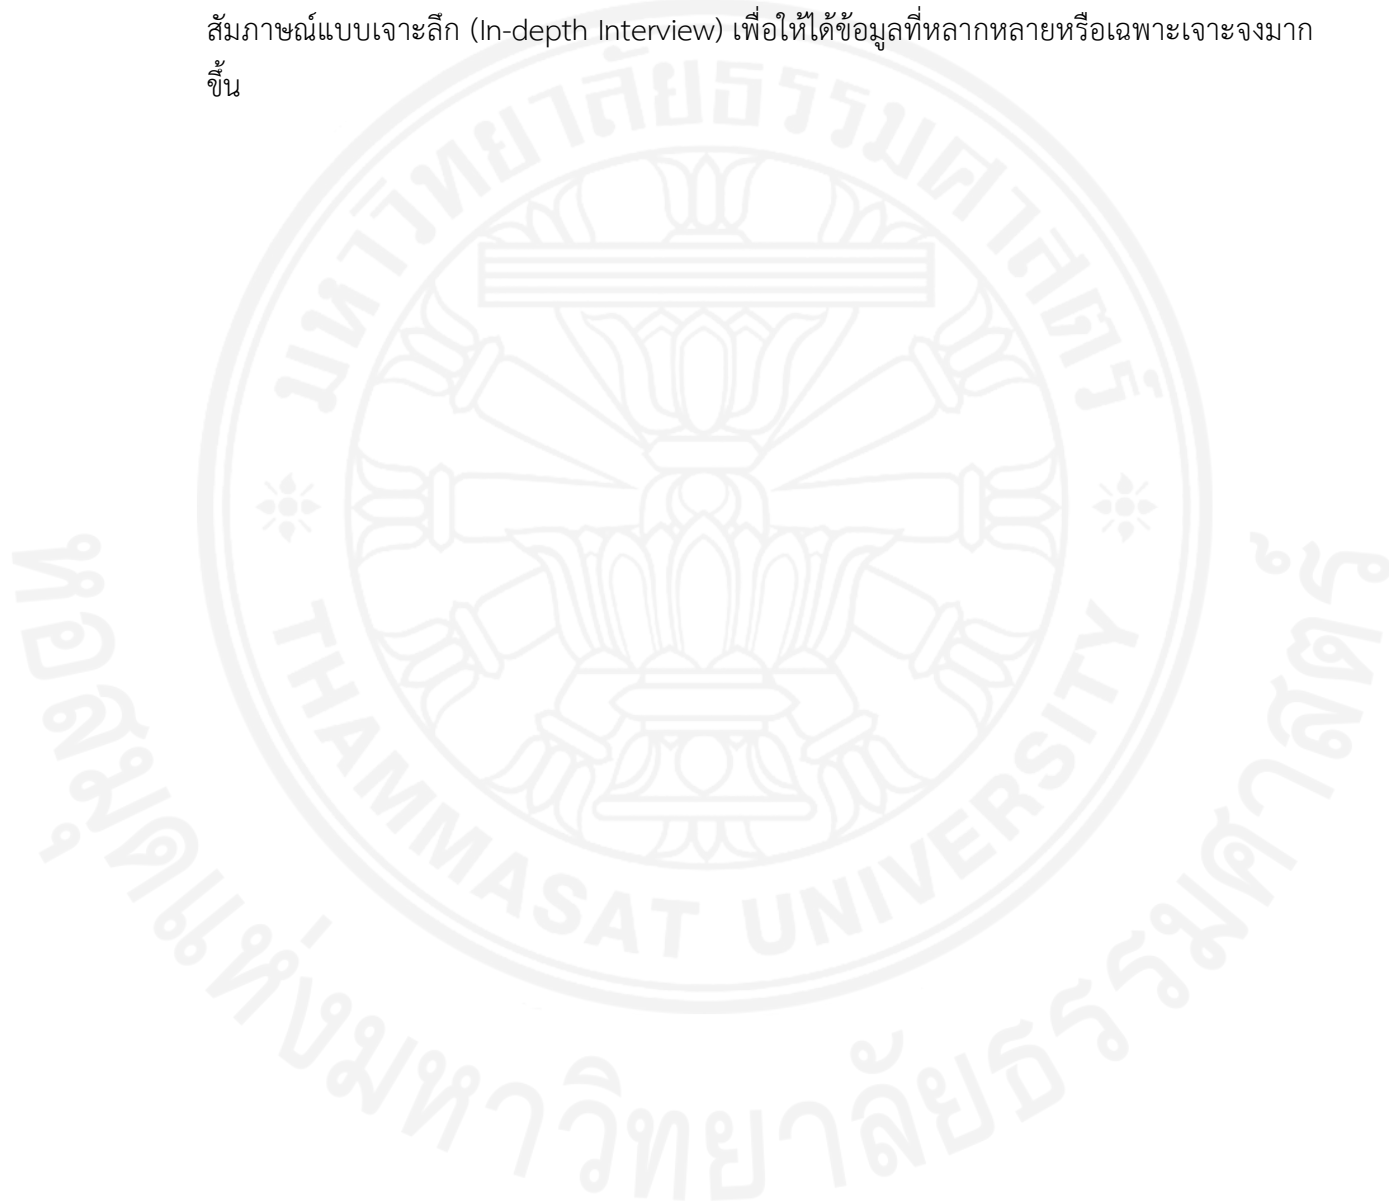 สัมภาษณ์แบบเจาะลึก (In-depth Interview) เพื่อให้ได้ข้อมูลที่หลากหลายหรือเฉพาะเจาะจงมาก
ขึ้น
มหาวิทยาลัยธรรมศาสตร์
THAMMASAT UNIVERSITY
หอสมุดแห่งมหาวิทยาลัยธรรมศาสตร์